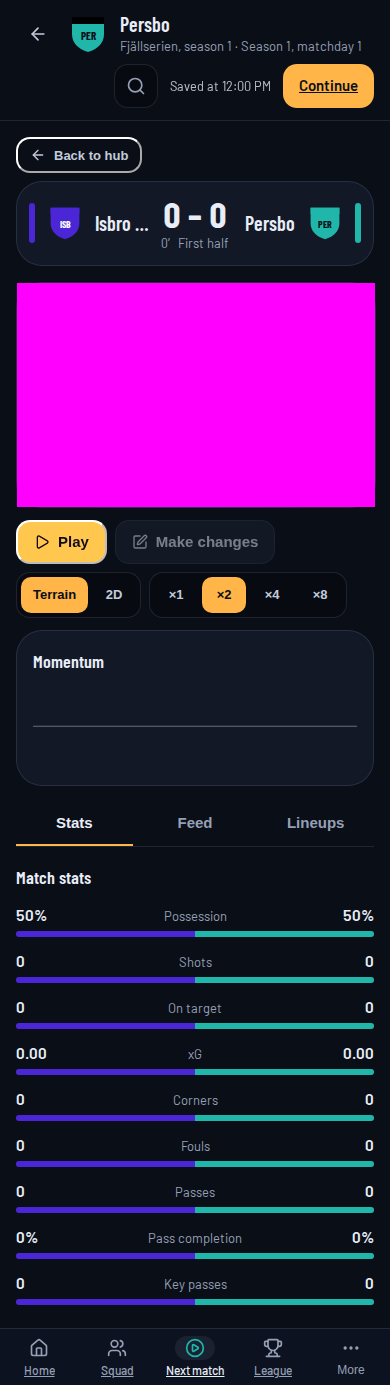 PER
Persbo
Fjällserien, season 1 · Season 1, matchday 1
Saved at 12:00 PM
Continue
Back to hub
ISB
Isbro ...
0 – 0
0′ First half
Persbo
PER
Play
Make changes
Terrain
2D
×1
×2
×4
×8
Momentum
Stats
Feed
Lineups
Match stats
50% Possession 50%
0 Shots 0
0 On target 0
0.00 xG 0.00
0 Corners 0
0 Fouls 0
0 Passes 0
0% Pass completion 0%
0 Key passes 0
Home
Squad
Next match
League
More